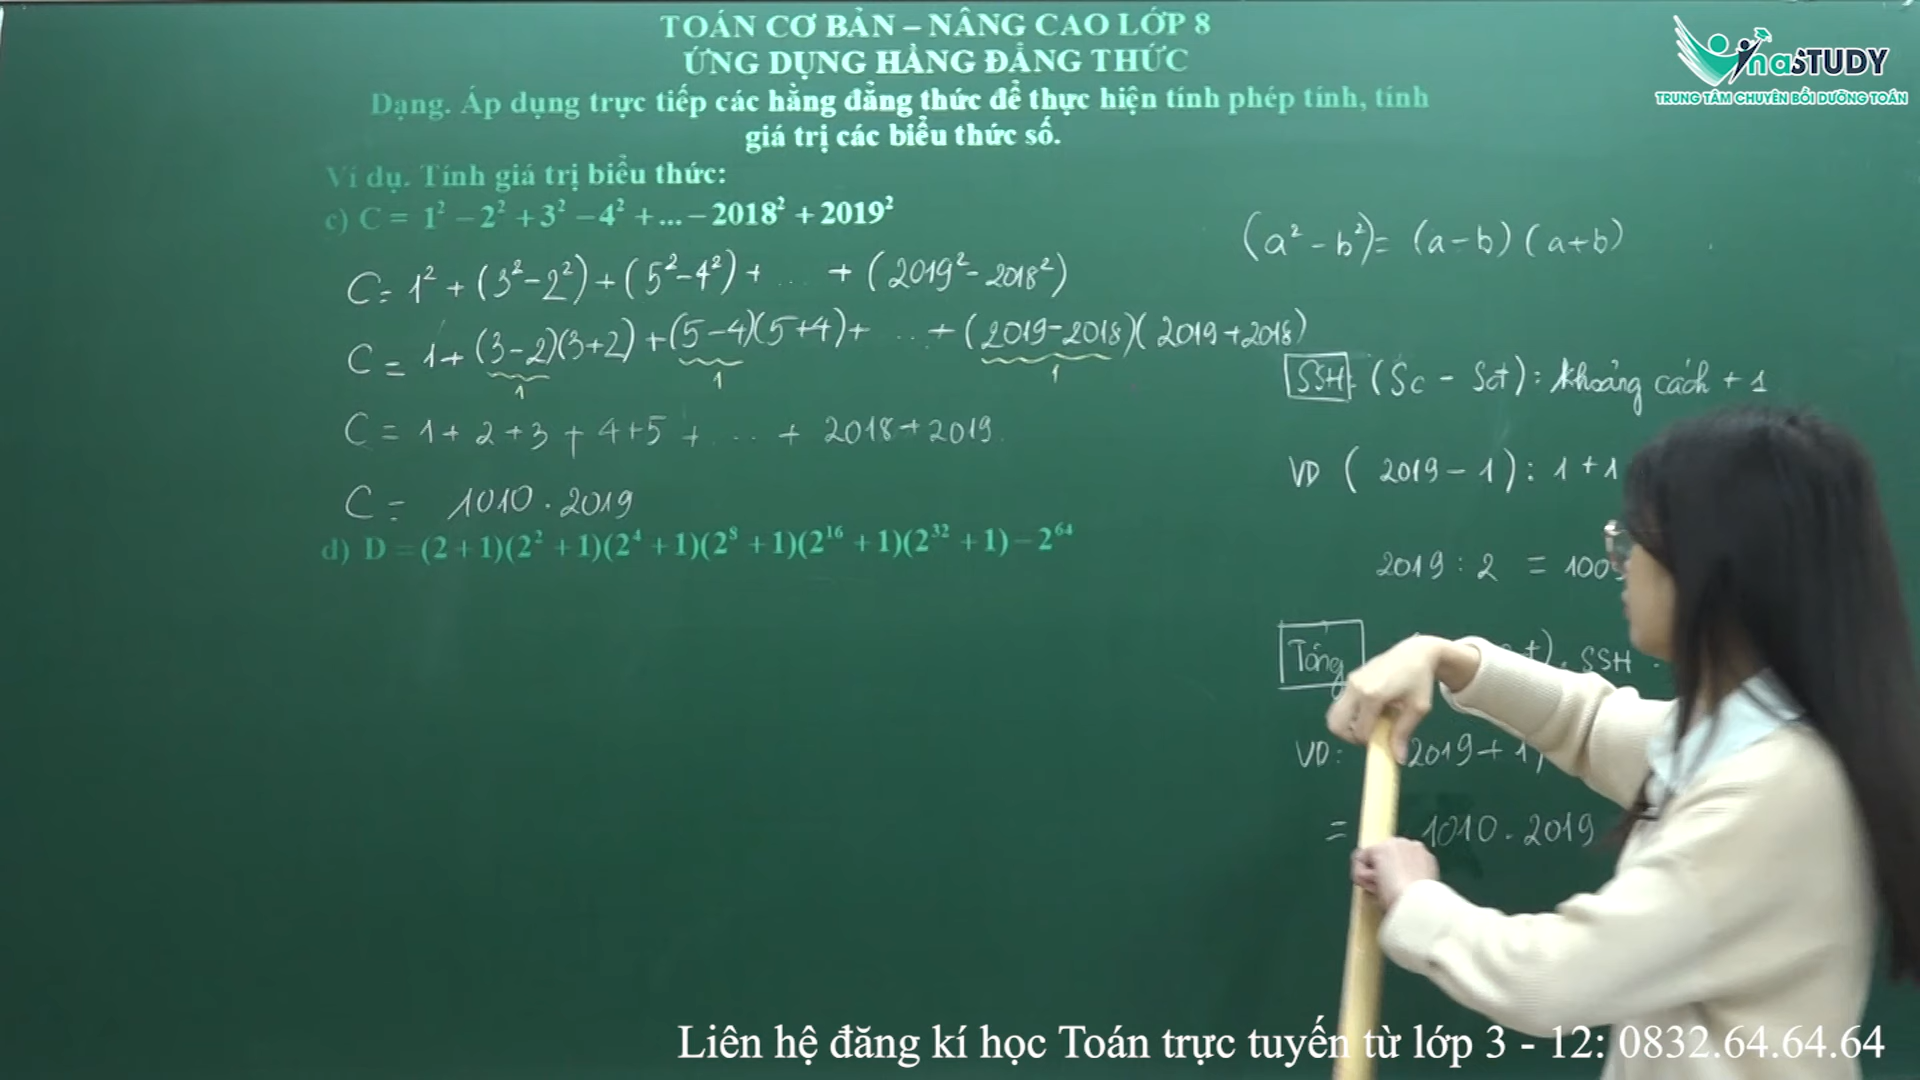 TOÁN CƠ BẢN – NÂNG CAO LỚP 8
ỨNG DỤNG HẰNG ĐẲNG THỨC
Dạng. Áp dụng trực tiếp các hằng đẳng thức để thực hiện tính phép tính, tính
giá trị các biểu thức số.
Ví dụ. Tính giá trị biểu thức:
c) C = 1² – 2² + 3² – 4² + ... – 2018² + 2019²
C = 1² + (3² - 2²) + (5² - 4²) + ... + (2019² - 2018²)
C = 1 + (3-2)(3+2) + (5-4)(5+4) + ... + (2019-2018)(2019+2018)
1 1 1
C = 1 + 2 + 3 + 4 + 5 + ... + 2018 + 2019.
C = 1010 . 2019
d) D = (2 + 1)(2² + 1)(2⁴ + 1)(2⁸ + 1)(2¹⁶ + 1)(2³² + 1) – 2⁶⁴
(a² - b²) = (a - b) (a + b)
SSH: (Sc - Sđ) : khoảng cách + 1
VD ( 2019 - 1) : 1 + 1
2019 : 2 = 1009
Tổng . SSH
VD: 2019 + 1)
= 1010 . 2019
VinaSTUDY
TRUNG TÂM CHUYÊN BỒI DƯỠNG TOÁN
Liên hệ đăng kí học Toán trực tuyến từ lớp 3 - 12: 0832.64.64.64